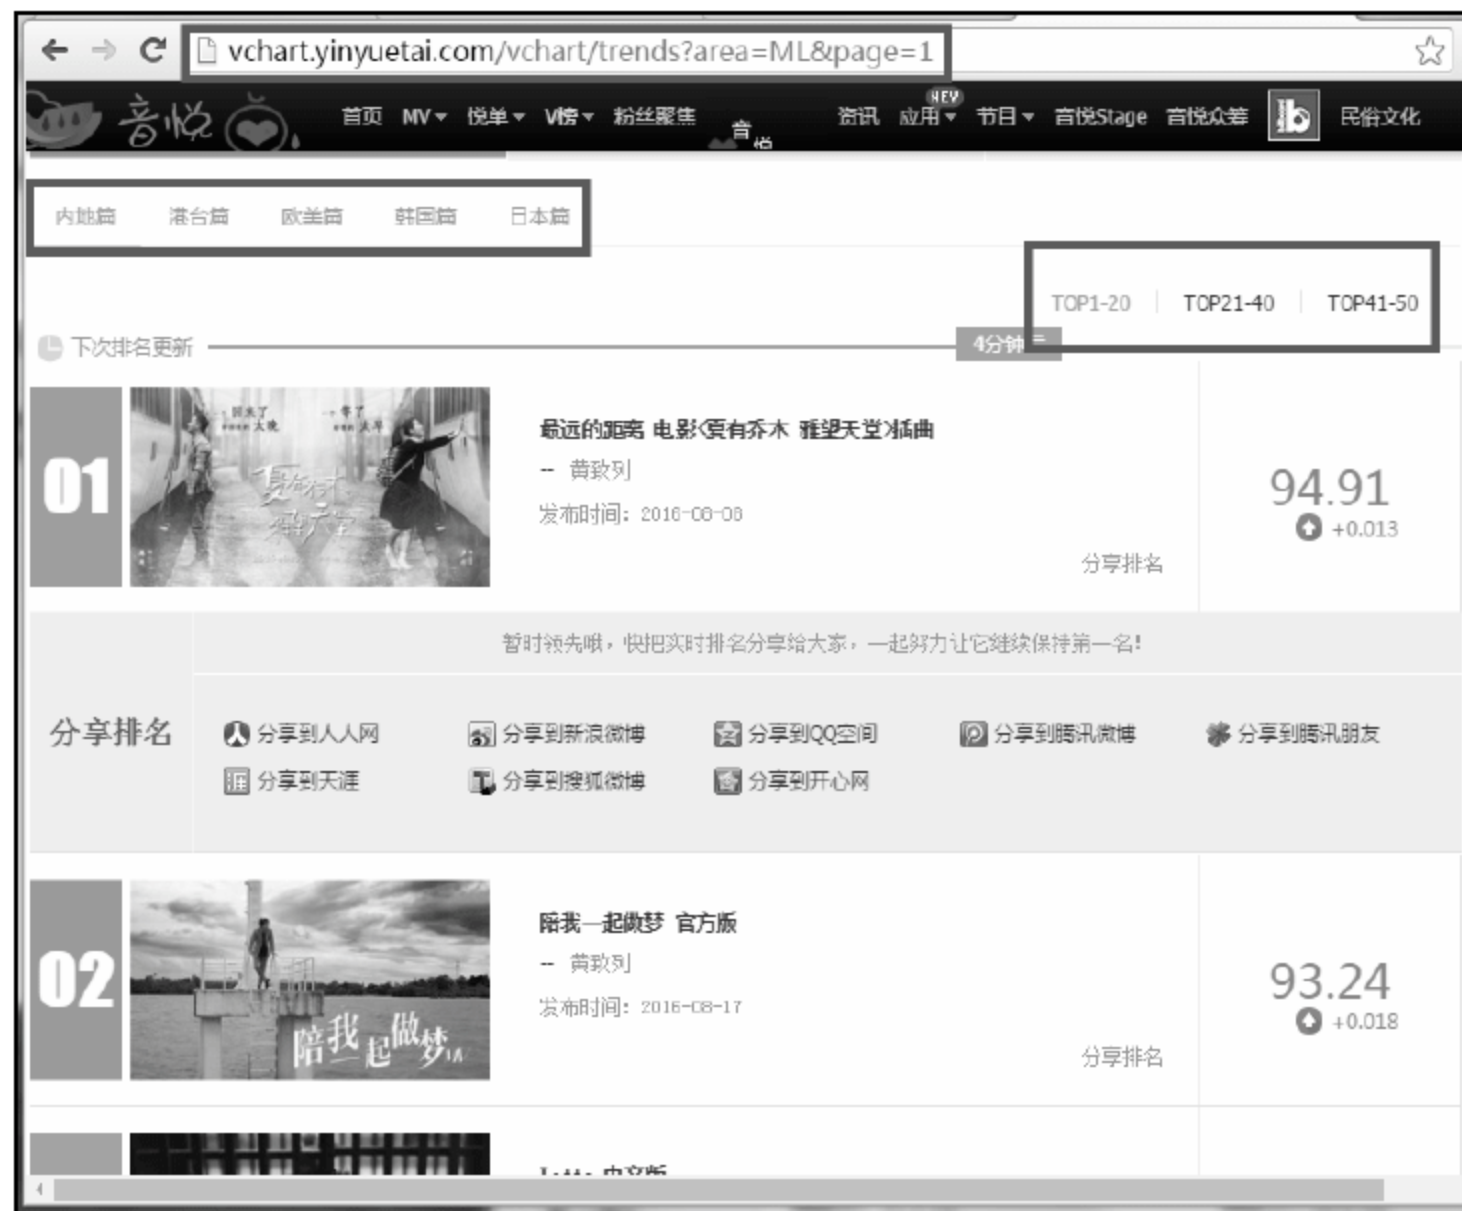 vchart.yinyuetai.com/vchart/trends?area=ML&page=1
音悦
首页 MV 悦单 V榜 粉丝聚焦 音悦 资讯 应用 NEW 节目 音悦Stage 音悦众筹 民俗文化
内地篇 港台篇 欧美篇 韩国篇 日本篇
TOP1-20 TOP21-40 TOP41-50
下次排名更新
4分钟
01
最远的距离 电影<夏有乔木 雅望天堂>插曲
-- 黄致列
发布时间: 2016-08-08
94.91
+0.013
分享排名
暂时领先哦,快把实时排名分享给大家,一起努力让它继续保持第一名!
分享排名
分享到人人网 分享到新浪微博 分享到QQ空间 分享到腾讯微博 分享到腾讯朋友
分享到天涯 分享到搜狐微博 分享到开心网
02
陪我一起做梦
陪我一起做梦 官方版
-- 黄致列
发布时间: 2016-08-17
93.24
+0.018
分享排名
中文版